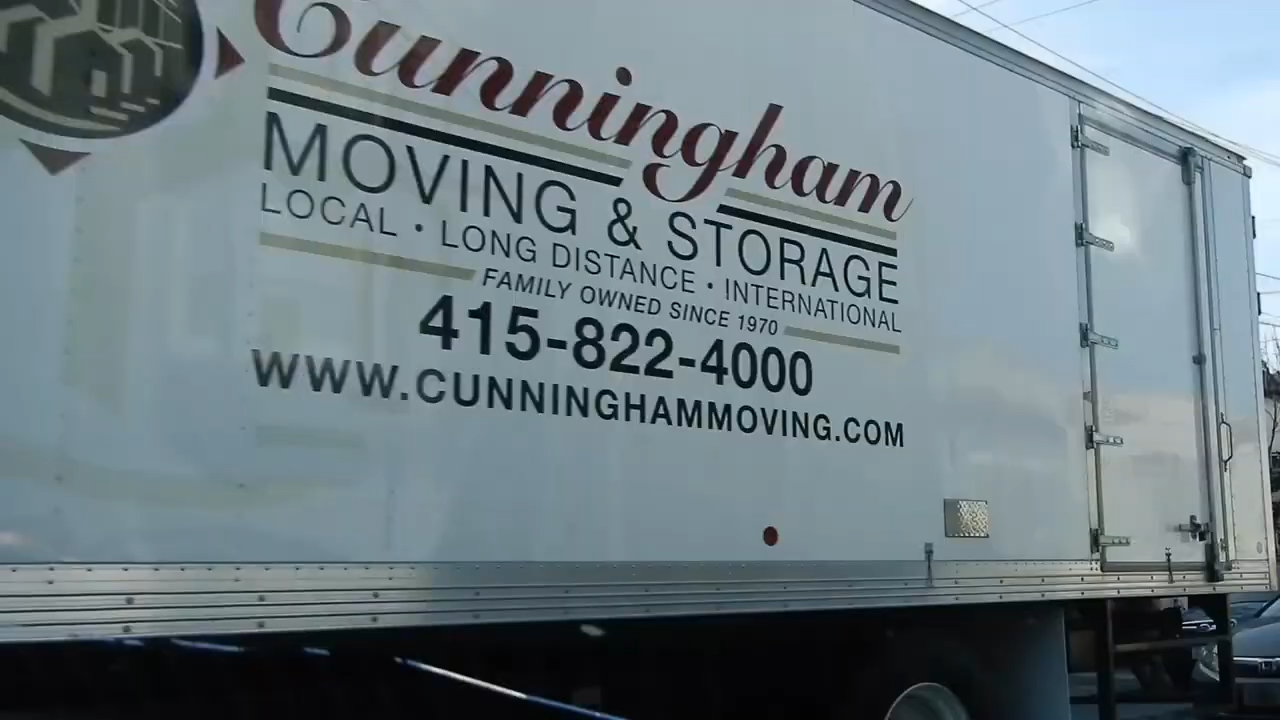 Cunningham
MOVING & STORAGE
LOCAL · LONG DISTANCE · INTERNATIONAL
FAMILY OWNED SINCE 1970
415-822-4000
WWW.CUNNINGHAMMOVING.COM